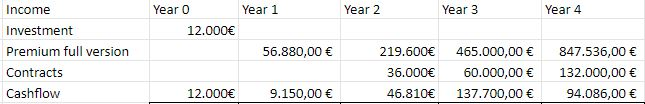 Income Year 0 Year 1 Year 2 Year 3 Year 4
Investment 12.000€
Premium full version 56.880,00 € 219.600€ 465.000,00 € 847.536,00 €
Contracts 36.000€ 60.000,00 € 132.000,00 €
Cashflow 12.000€ 9.150,00 € 46.810€ 137.700,00 € 94.086,00 €